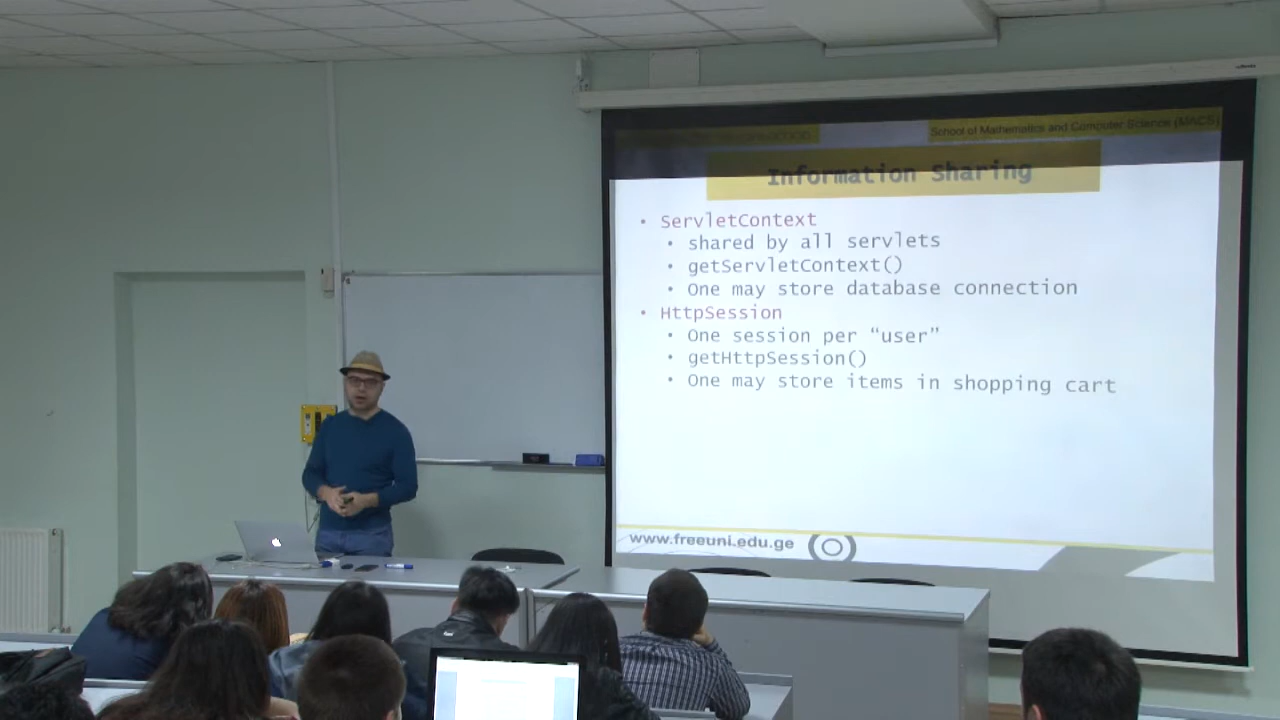 School of Mathematics and Computer Science (MACS)
Information Sharing
• ServletContext
• shared by all servlets
• getServletContext()
• One may store database connection
• HttpSession
• One session per “user”
• getHttpSession()
• One may store items in shopping cart
www.freeuni.edu.ge